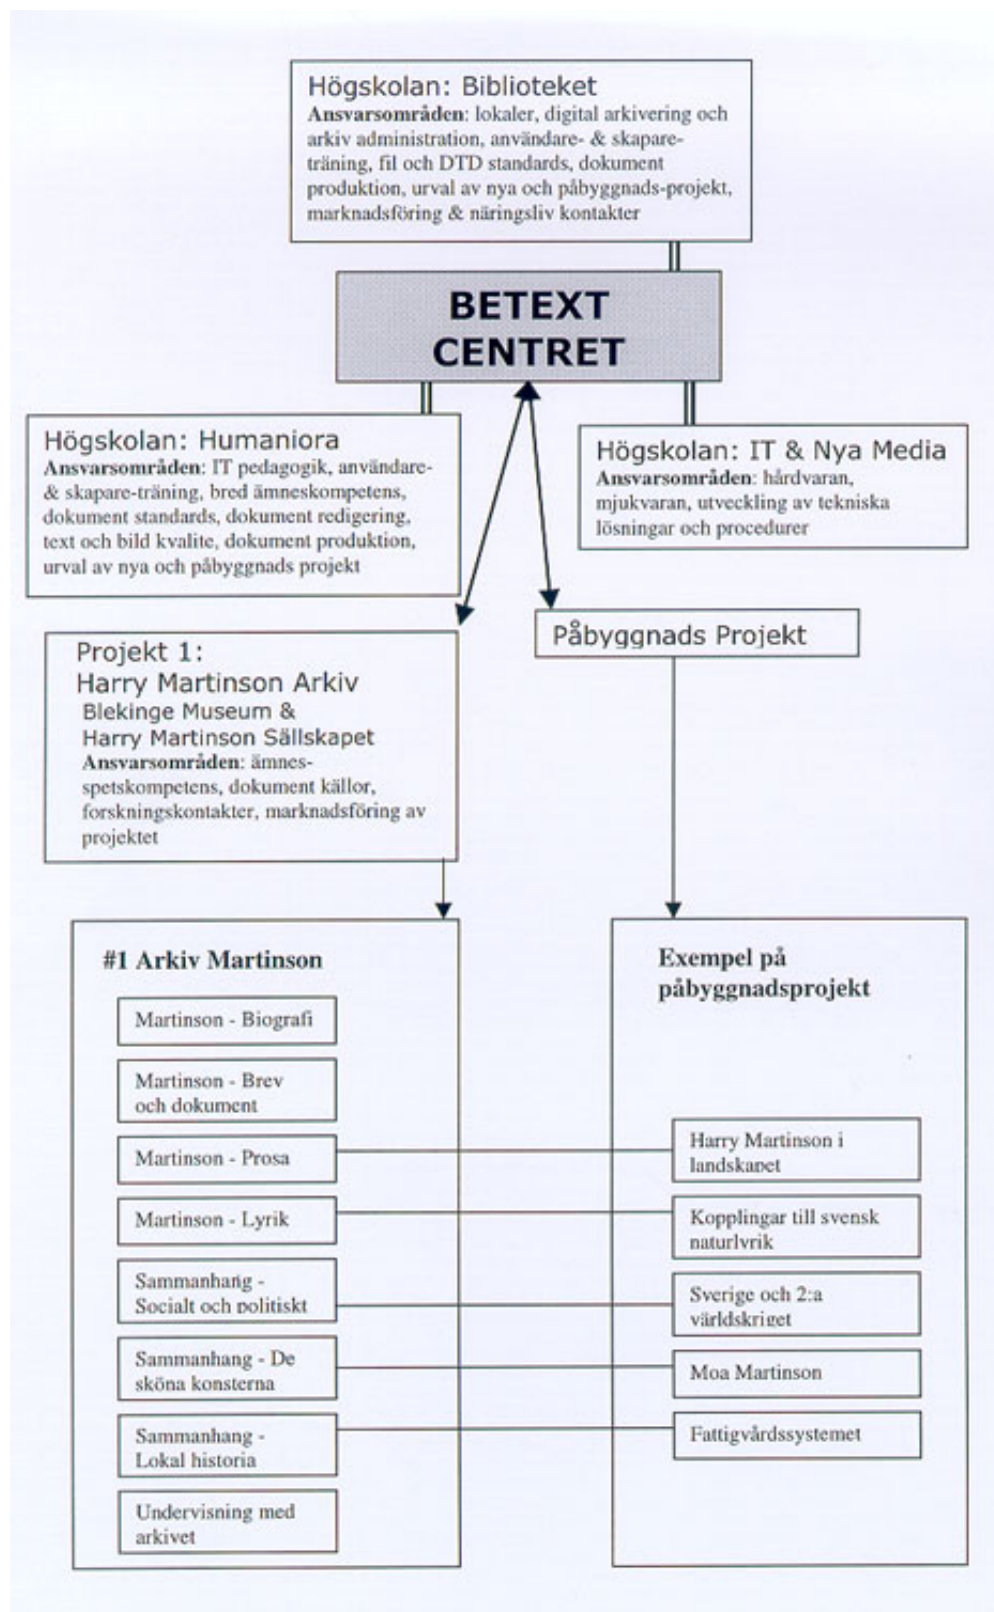 Högskolan: Biblioteket
Ansvarsområden: lokaler, digital arkivering och
arkiv administration, användare- & skapare-
träning, fil och DTD standards, dokument
produktion, urval av nya och påbyggnads-projekt,
marknadsföring & näringsliv kontakter
BETEXT
CENTRET
Högskolan: Humaniora
Ansvarsområden: IT pedagogik, användare-
& skapare-träning, bred ämneskompetens,
dokument standards, dokument redigering,
text och bild kvalite, dokument produktion,
urval av nya och påbyggnads projekt
Högskolan: IT & Nya Media
Ansvarsområden: hårdvaran,
mjukvaran, utveckling av tekniska
lösningar och procedurer
Projekt 1:
Harry Martinson Arkiv
Blekinge Museum &
Harry Martinson Sällskapet
Ansvarsområden: ämnes-
spetskompetens, dokument källor,
forskningskontakter, marknadsföring av
projektet
Påbyggnads Projekt
#1 Arkiv Martinson
Martinson - Biografi
Martinson - Brev
och dokument
Martinson - Prosa
Martinson - Lyrik
Sammanhang -
Socialt och politiskt
Sammanhang - De
sköna konsterna
Sammanhang -
Lokal historia
Undervisning med
arkivet
Exempel på
påbyggnadsprojekt
Harry Martinson i
landskapet
Kopplingar till svensk
naturlyrik
Sverige och 2:a
världskriget
Moa Martinson
Fattigvårdssystemet